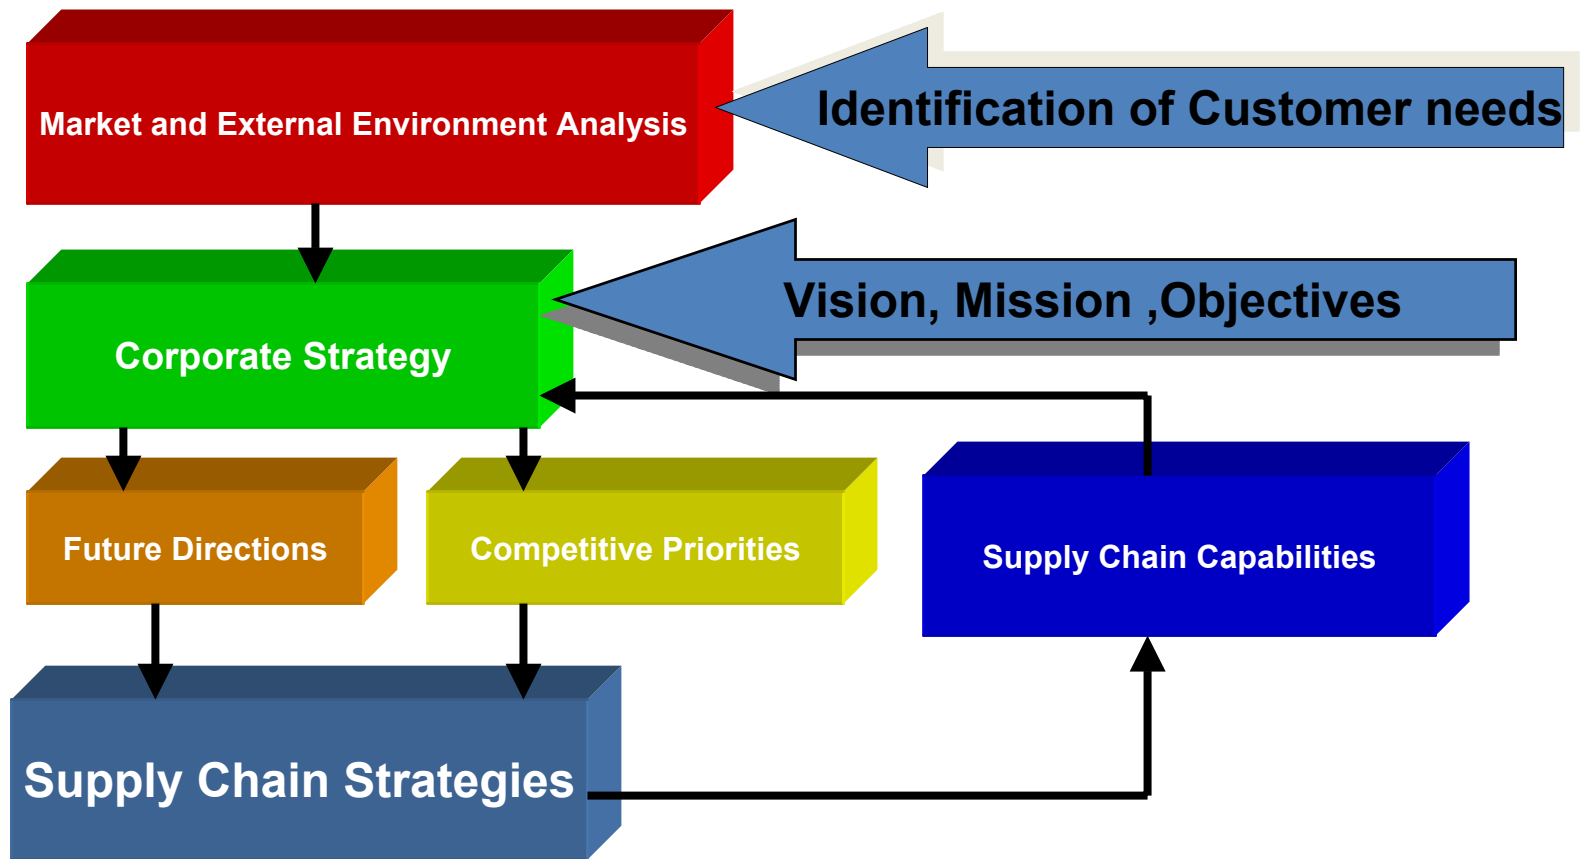 Market and External Environment Analysis
Identification of Customer needs
Vision, Mission ,Objectives
Corporate Strategy
Future Directions
Competitive Priorities
Supply Chain Capabilities
Supply Chain Strategies